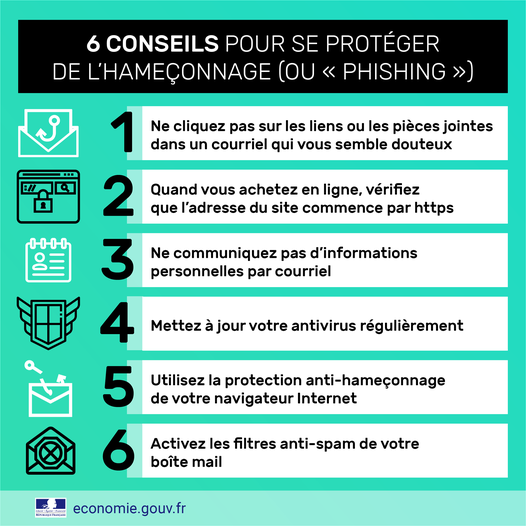 6 CONSEILS POUR SE PROTÉGER
DE L'HAMEÇONNAGE (OU « PHISHING »)
1 Ne cliquez pas sur les liens ou les pièces jointes
dans un courriel qui vous semble douteux
2 Quand vous achetez en ligne, vérifiez
que l'adresse du site commence par https
3 Ne communiquez pas d'informations
personnelles par courriel
4 Mettez à jour votre antivirus régulièrement
5 Utilisez la protection anti-hameçonnage
de votre navigateur Internet
6 Activez les filtres anti-spam de votre
boîte mail
economie.gouv.fr